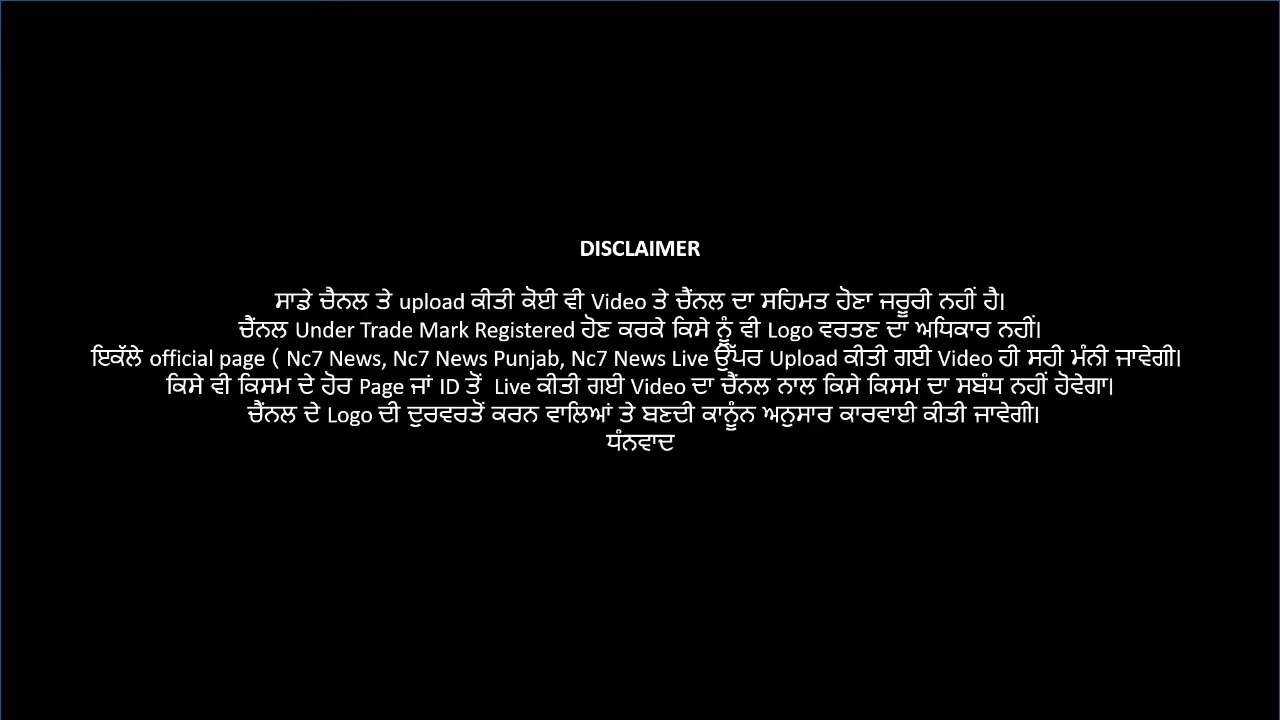 DISCLAIMER
ਸਾਡੇ ਚੈਨਲ ਤੇ upload ਕੀਤੀ ਕੋਈ ਵੀ Video ਤੇ ਚੈਂਨਲ ਦਾ ਸਹਿਮਤ ਹੋਣਾ ਜਰੂਰੀ ਨਹੀਂ ਹੈ।
ਚੈਂਨਲ Under Trade Mark Registered ਹੋਣ ਕਰਕੇ ਕਿਸੇ ਨੂੰ ਵੀ Logo ਵਰਤਣ ਦਾ ਅਧਿਕਾਰ ਨਹੀਂ।
ਇਕੱਲੇ official page ( Nc7 News, Nc7 News Punjab, Nc7 News Live ਉੱਪਰ Upload ਕੀਤੀ ਗਈ Video ਹੀ ਸਹੀ ਮੰਨੀ ਜਾਵੇਗੀ।
ਕਿਸੇ ਵੀ ਕਿਸਮ ਦੇ ਹੋਰ Page ਜਾਂ ID ਤੋਂ Live ਕੀਤੀ ਗਈ Video ਦਾ ਚੈਂਨਲ ਨਾਲ ਕਿਸੇ ਕਿਸਮ ਦਾ ਸਬੰਧ ਨਹੀਂ ਹੋਵੇਗਾ।
ਚੈਂਨਲ ਦੇ Logo ਦੀ ਦੁਰਵਰਤੋਂ ਕਰਨ ਵਾਲਿਆਂ ਤੇ ਬਣਦੀ ਕਾਨੂੰਨ ਅਨੁਸਾਰ ਕਾਰਵਾਈ ਕੀਤੀ ਜਾਵੇਗੀ।
ਧੰਨਵਾਦ